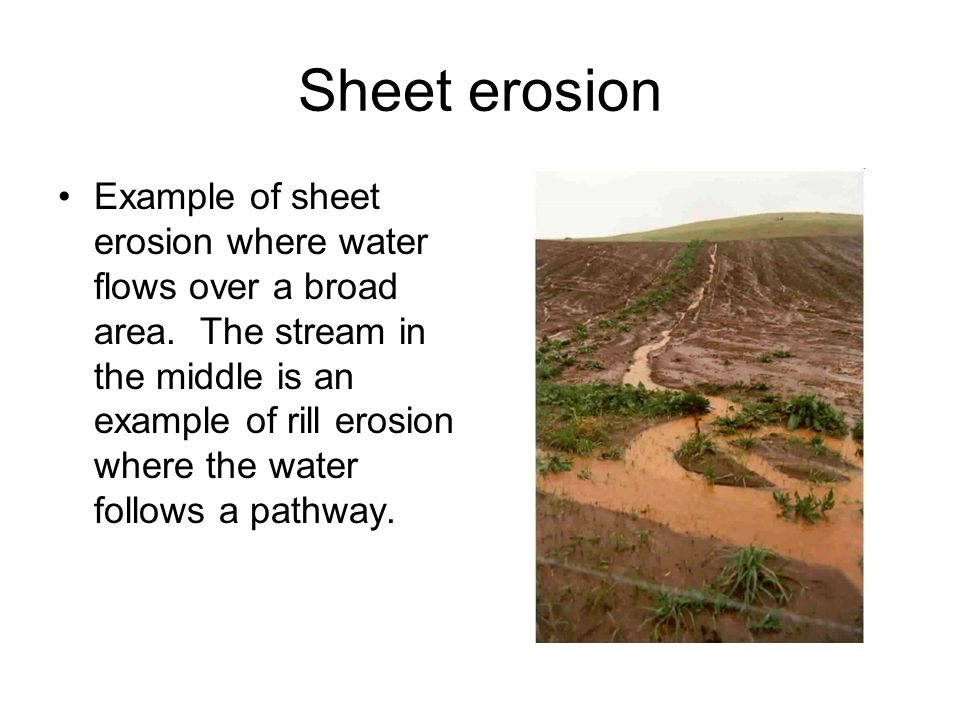 Sheet erosion
• Example of sheet
erosion where water
flows over a broad
area.  The stream in
the middle is an
example of rill erosion
where the water
follows a pathway.